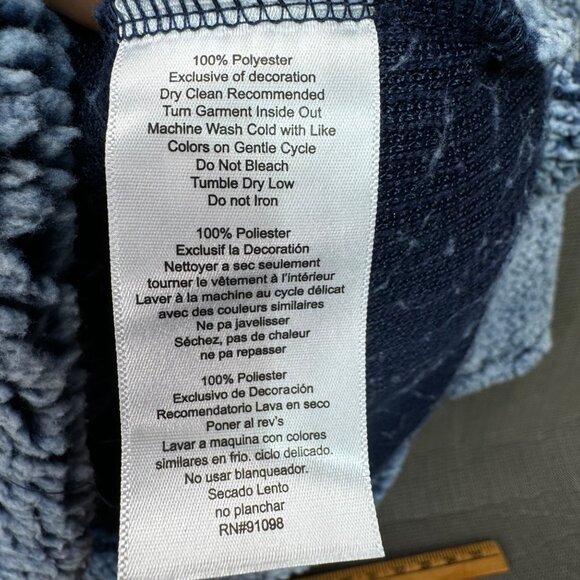 100% Polyester
Exclusive of decoration
Dry Clean Recommended
Turn Garment Inside Out
Machine Wash Cold with Like
Colors on Gentle Cycle
Do Not Bleach
Tumble Dry Low
Do not Iron
100% Poliester
Exclusif la Decoratión
Nettoyer a sec seulement
tourner le vêtement à l'intérieur
Laver à la machine au cycle délicat
avec des couleurs similaires
Ne pa javelisser
Séchez, pas de chaleur
ne pa repasser
100% Poliester
Exclusivo de Decoración
Recomendatorio Lava en seco
Poner al rev's
Lavar a maquina con colores
similares en frio. ciclo delicado.
No usar blanqueador.
Secado Lento
no planchar
RN#91098